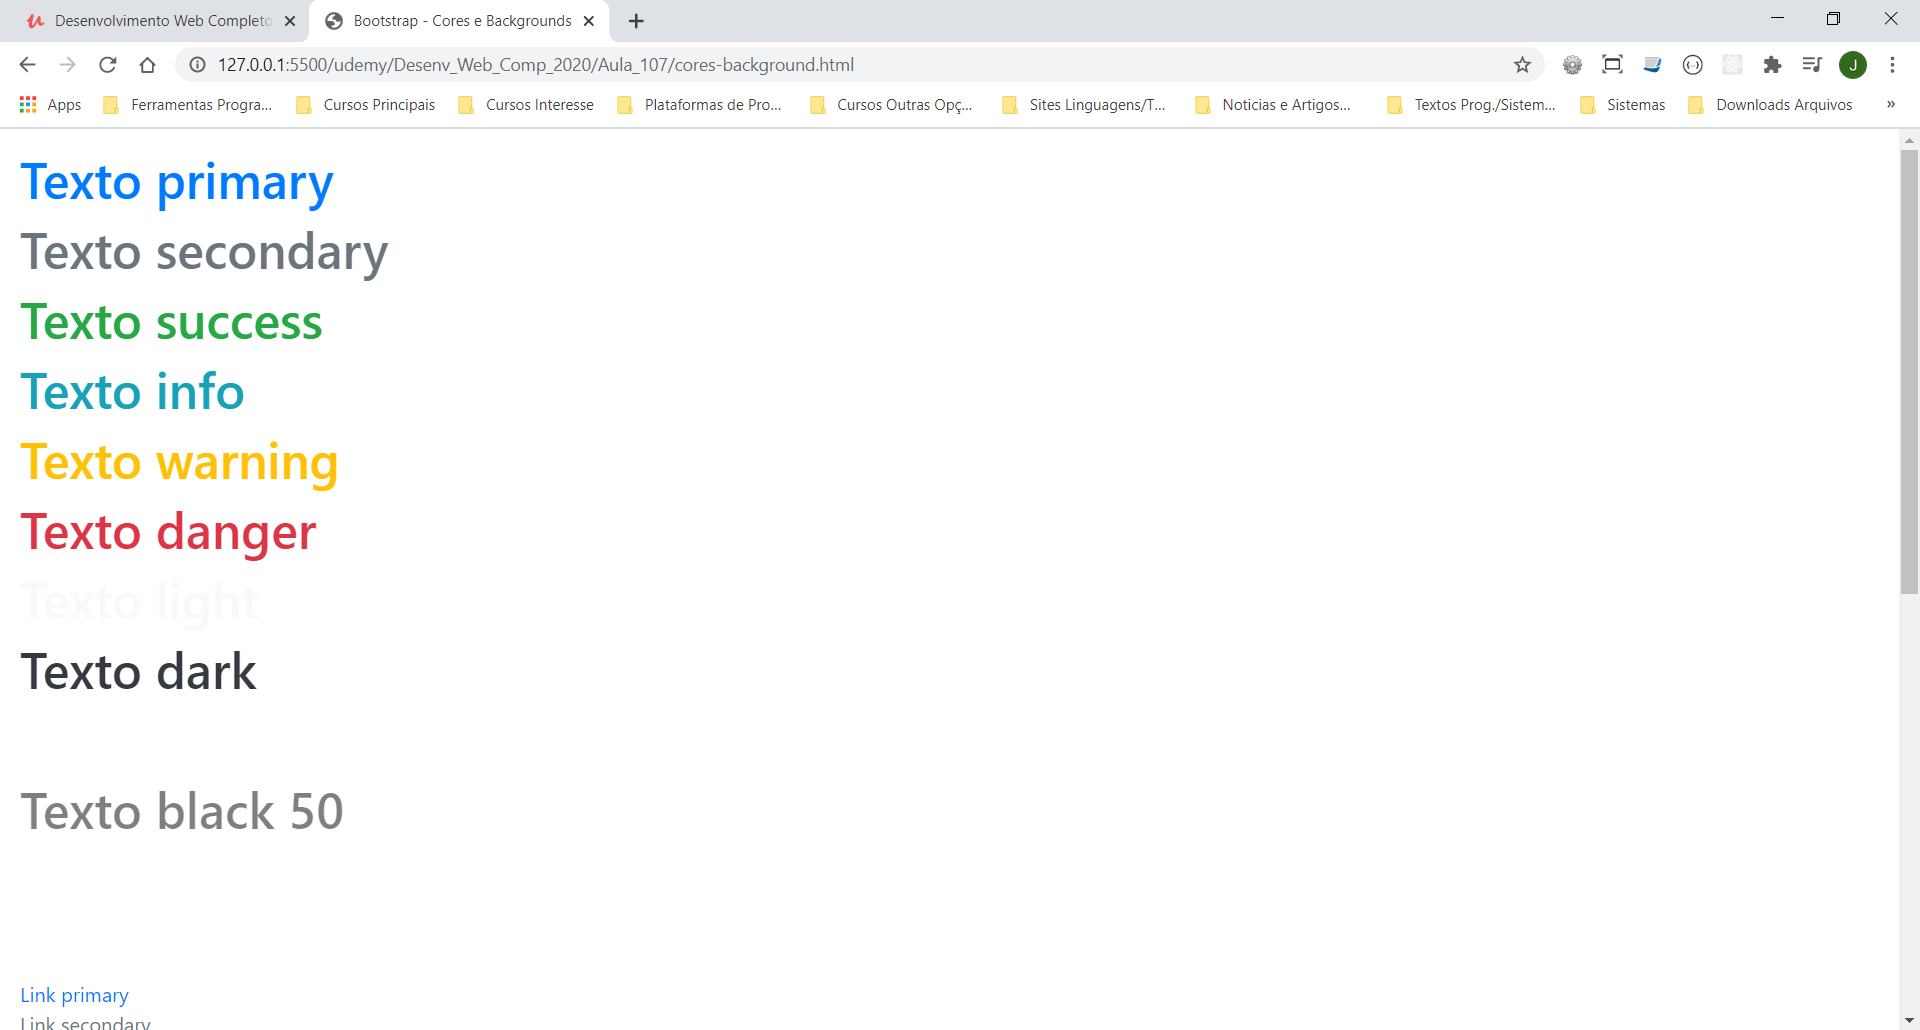 Desenvolvimento Web Completo
Bootstrap - Cores e Backgrounds
127.0.0.1:5500/udemy/Desenv_Web_Comp_2020/Aula_107/cores-background.html
J
Apps
Ferramentas Progra...
Cursos Principais
Cursos Interesse
Plataformas de Pro...
Cursos Outras Opç...
Sites Linguagens/T...
Noticias e Artigos...
Textos Prog./Sistem...
Sistemas
Downloads Arquivos
»
Texto primary
Texto secondary
Texto success
Texto info
Texto warning
Texto danger
Texto light
Texto dark
Texto black 50
Link primary
Link secondary